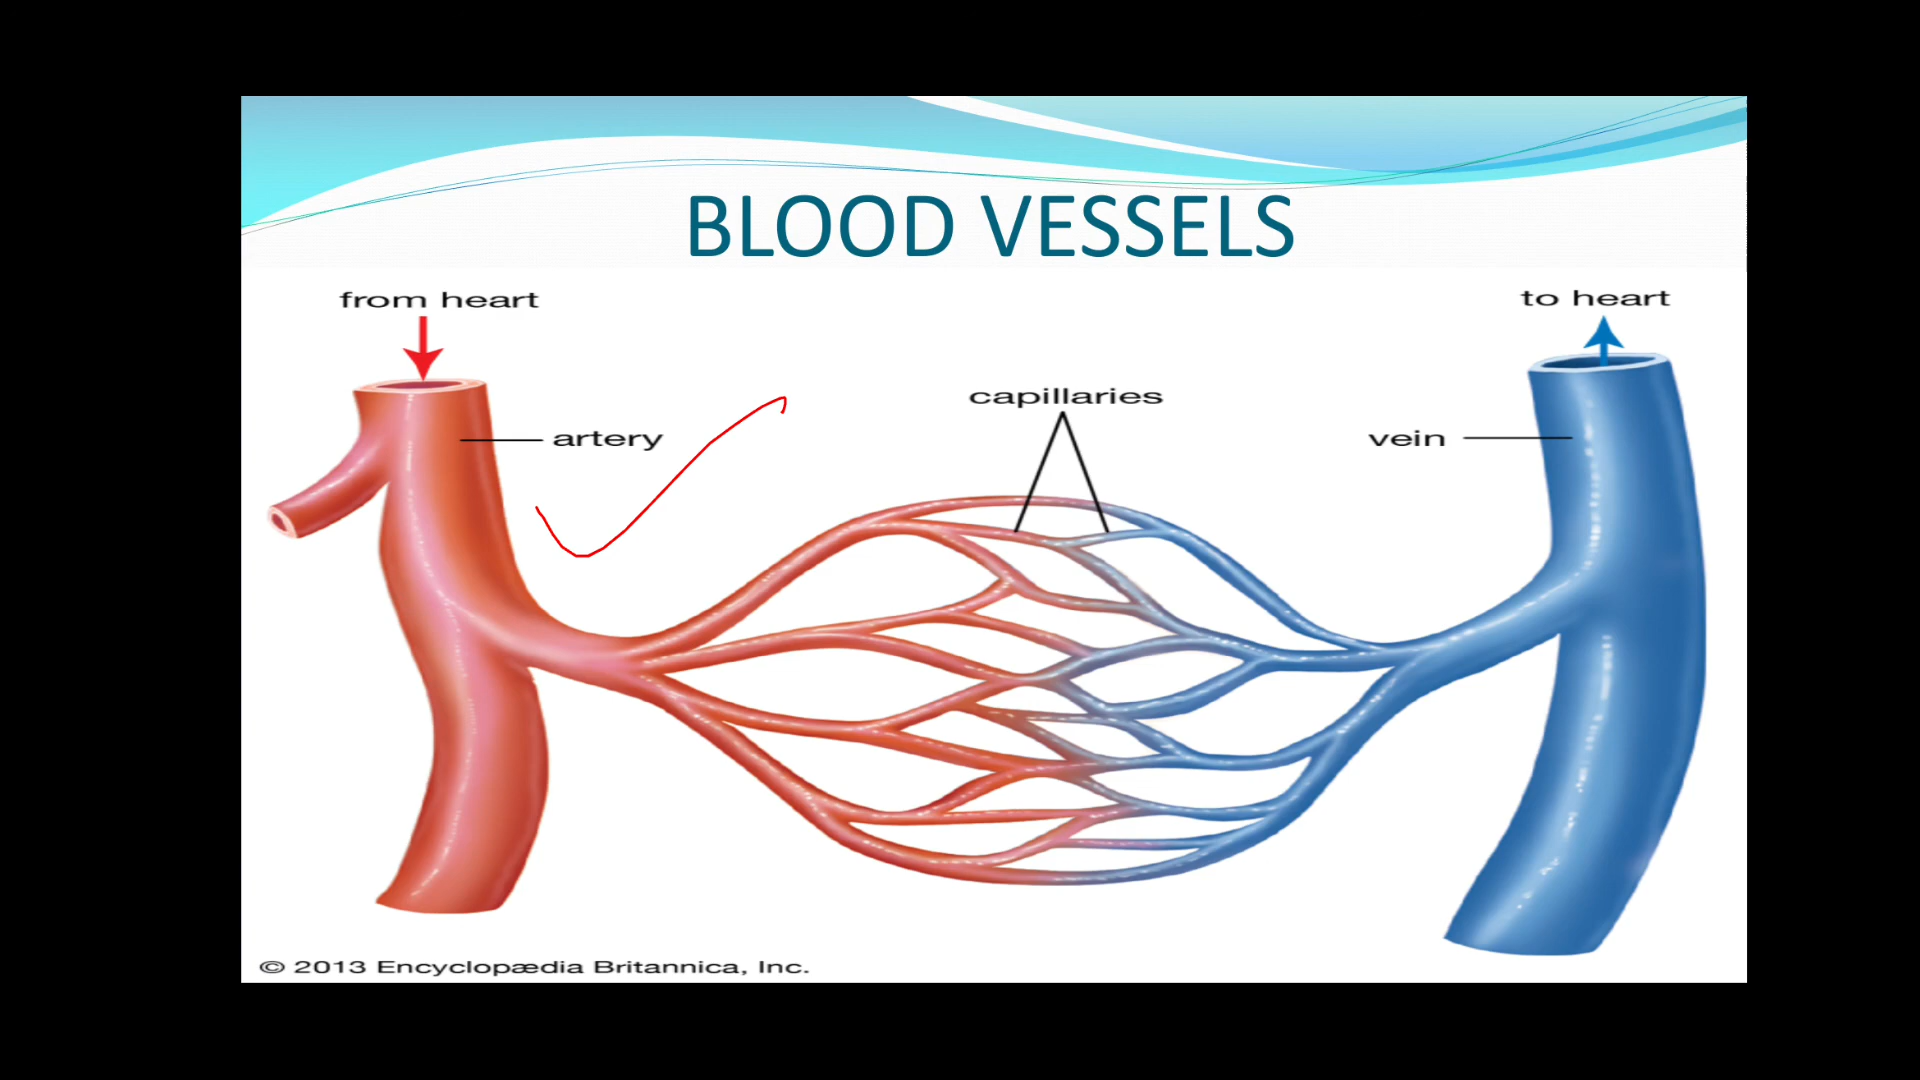 BLOOD VESSELS
from heart
to heart
capillaries
artery
vein
© 2013 Encyclopædia Britannica, Inc.